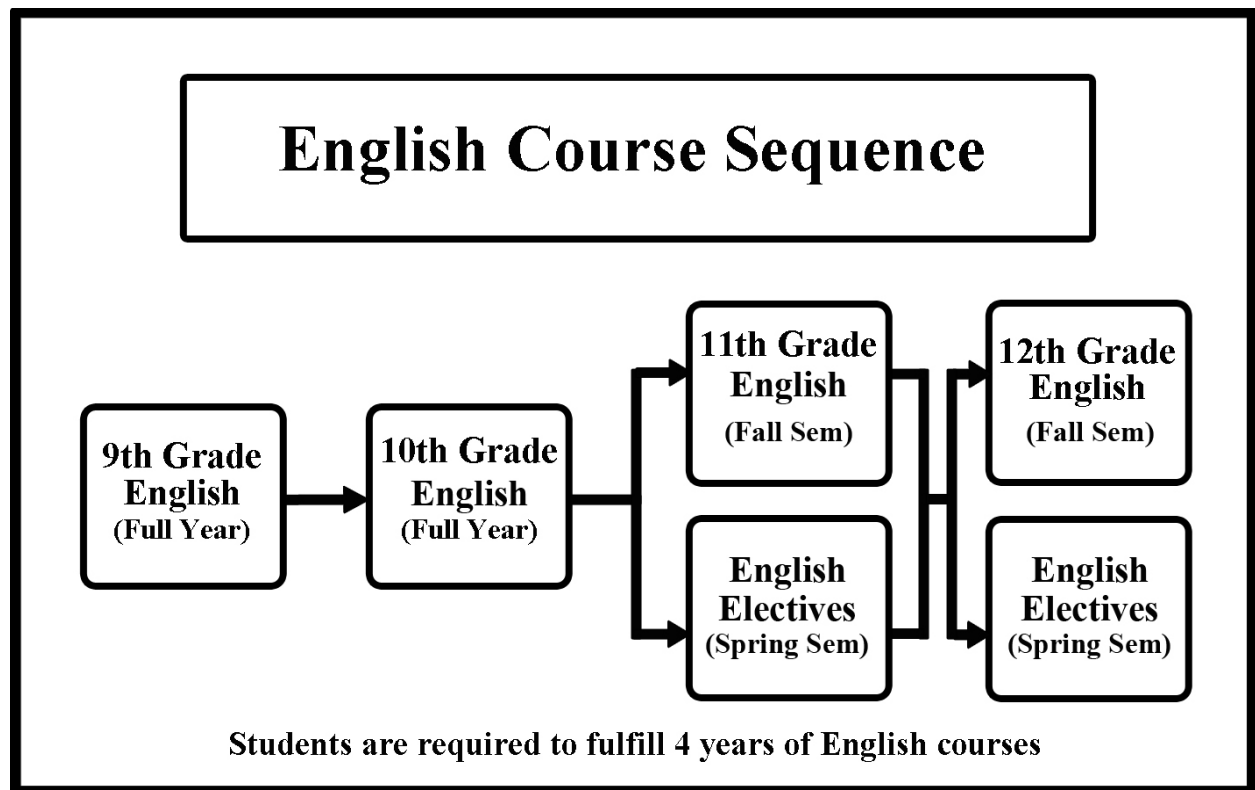 English Course Sequence
9th Grade
English
(Full Year)
10th Grade
English
(Full Year)
11th Grade
English
(Fall Sem)
English
Electives
(Spring Sem)
12th Grade
English
(Fall Sem)
English
Electives
(Spring Sem)
Students are required to fulfill 4 years of English courses